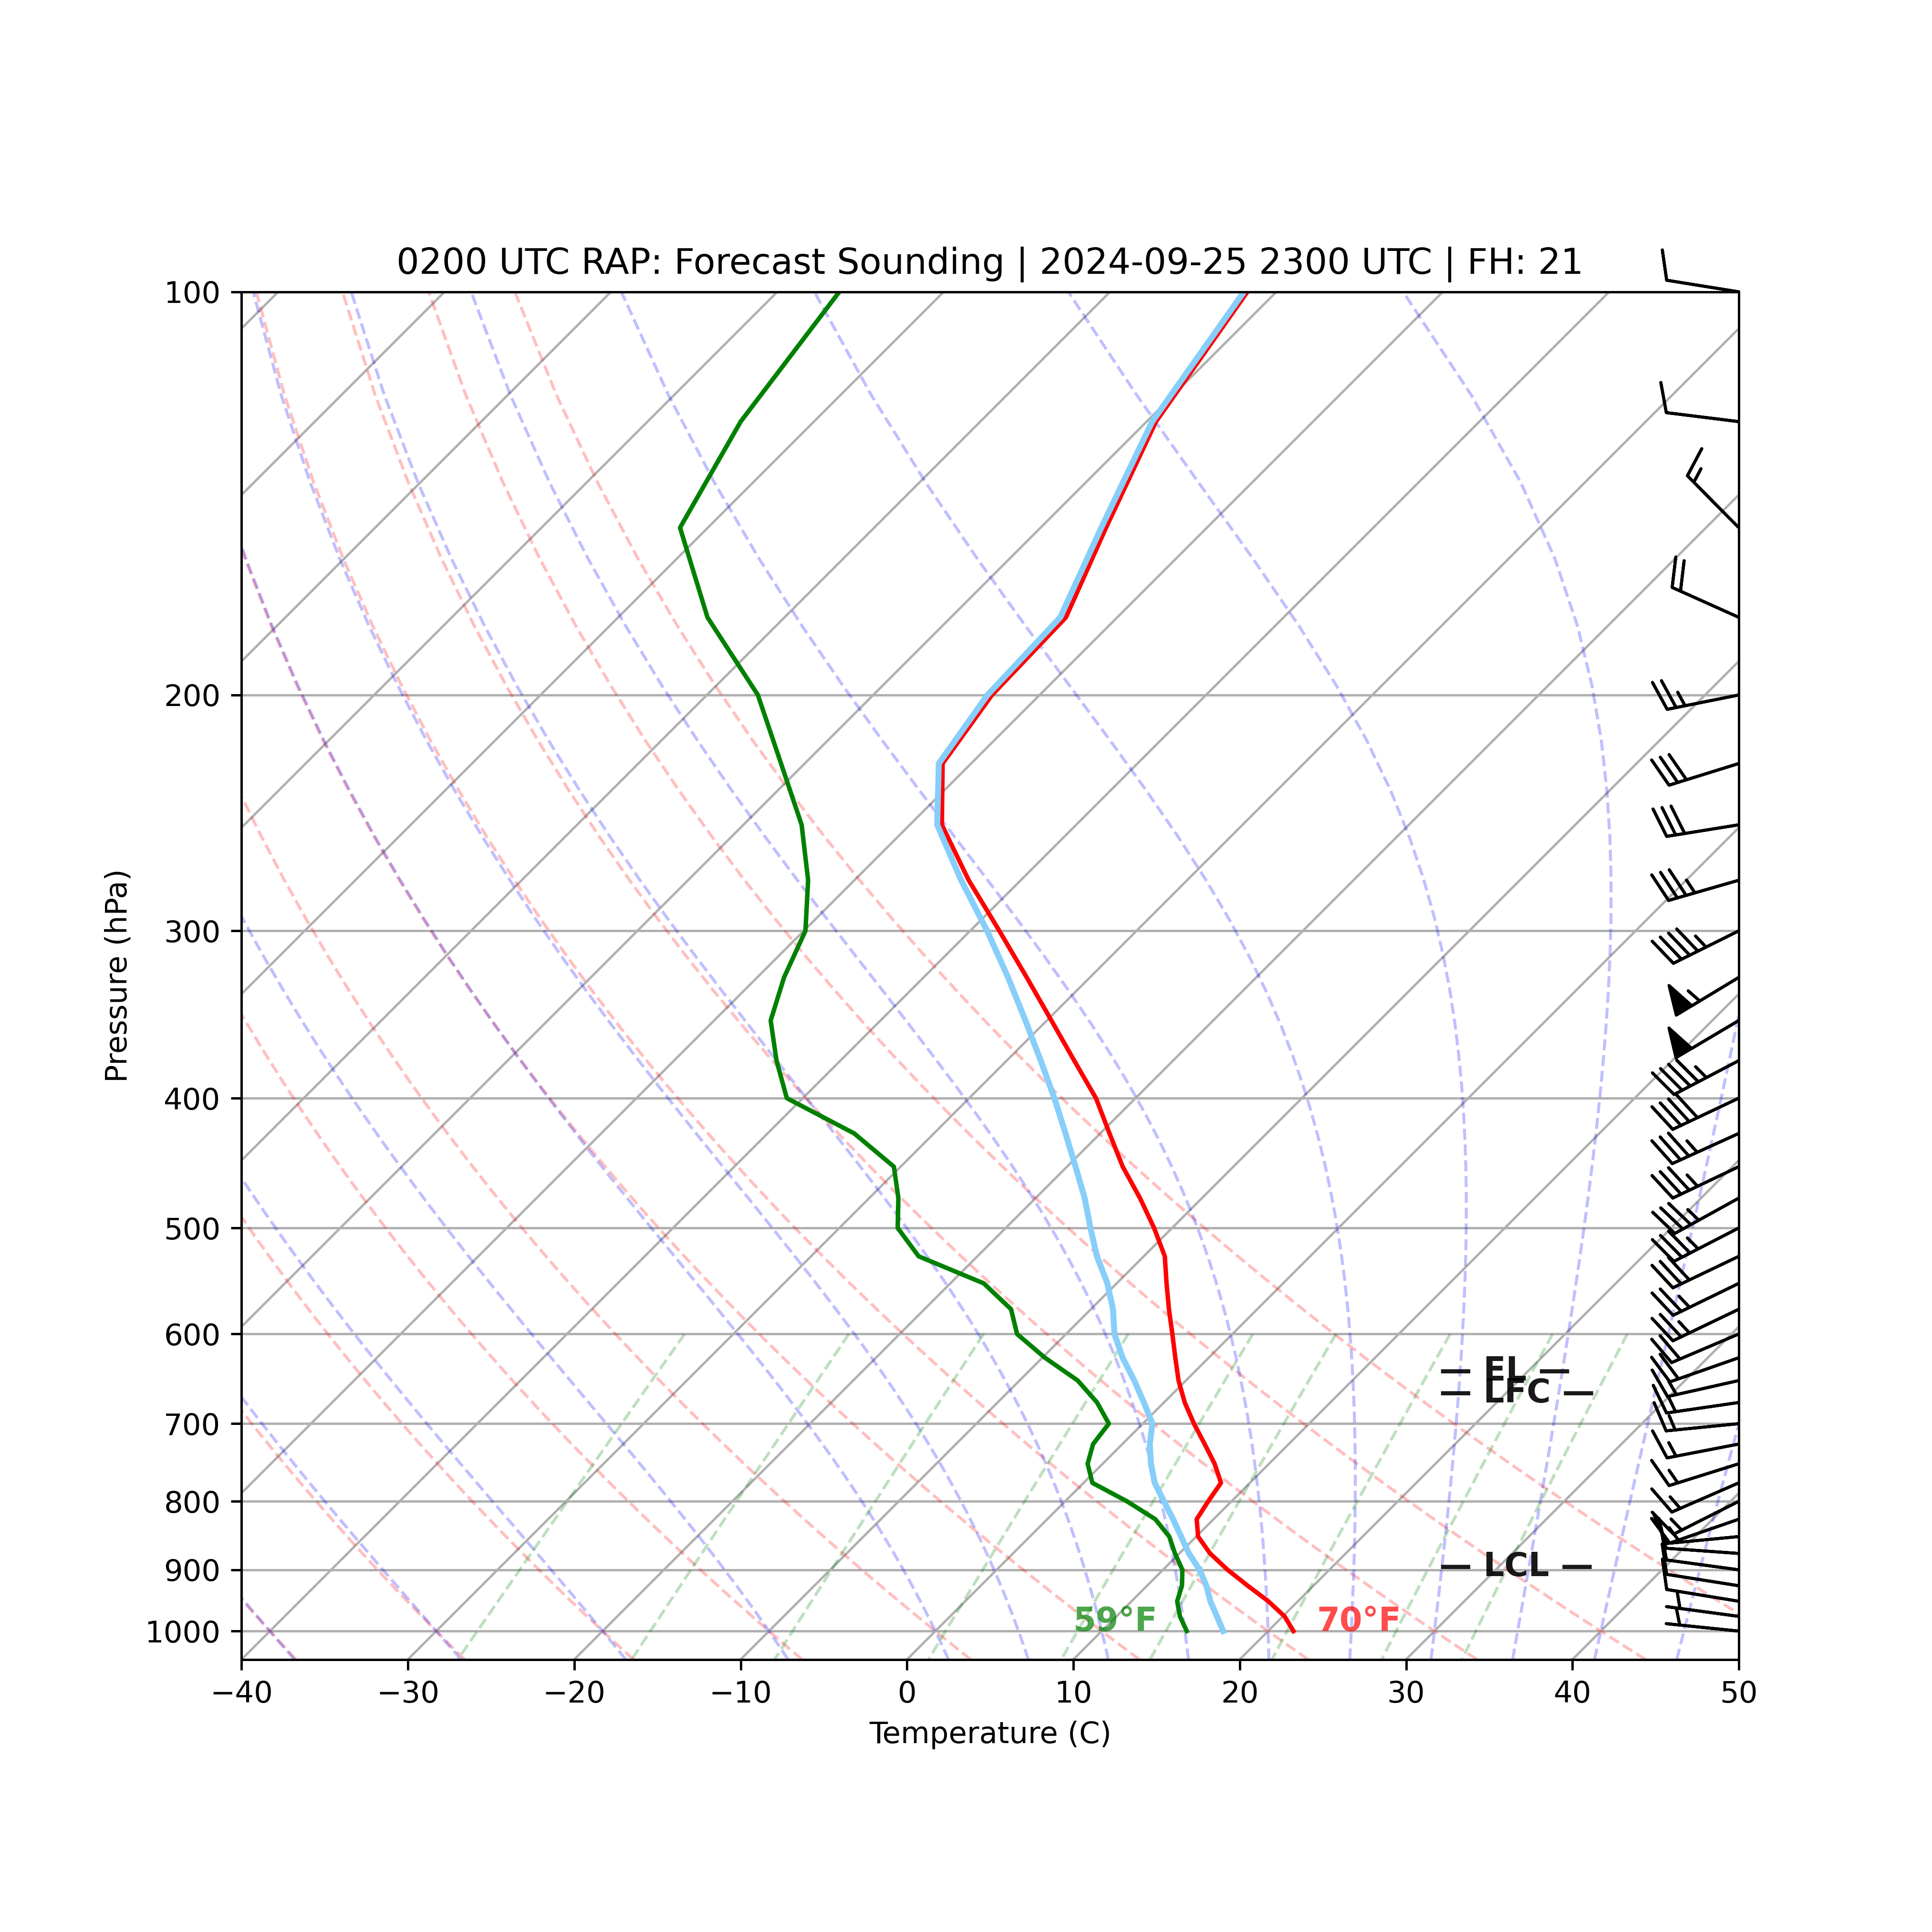 0200 UTC RAP: Forecast Sounding | 2024-09-25 2300 UTC | FH: 21
100
200
300
400
500
600
700
800
900
1000
Pressure (hPa)
— EL —
— LFC —
— LCL —
59°F
70°F
−40 −30 −20 −10 0 10 20 30 40 50
Temperature (C)